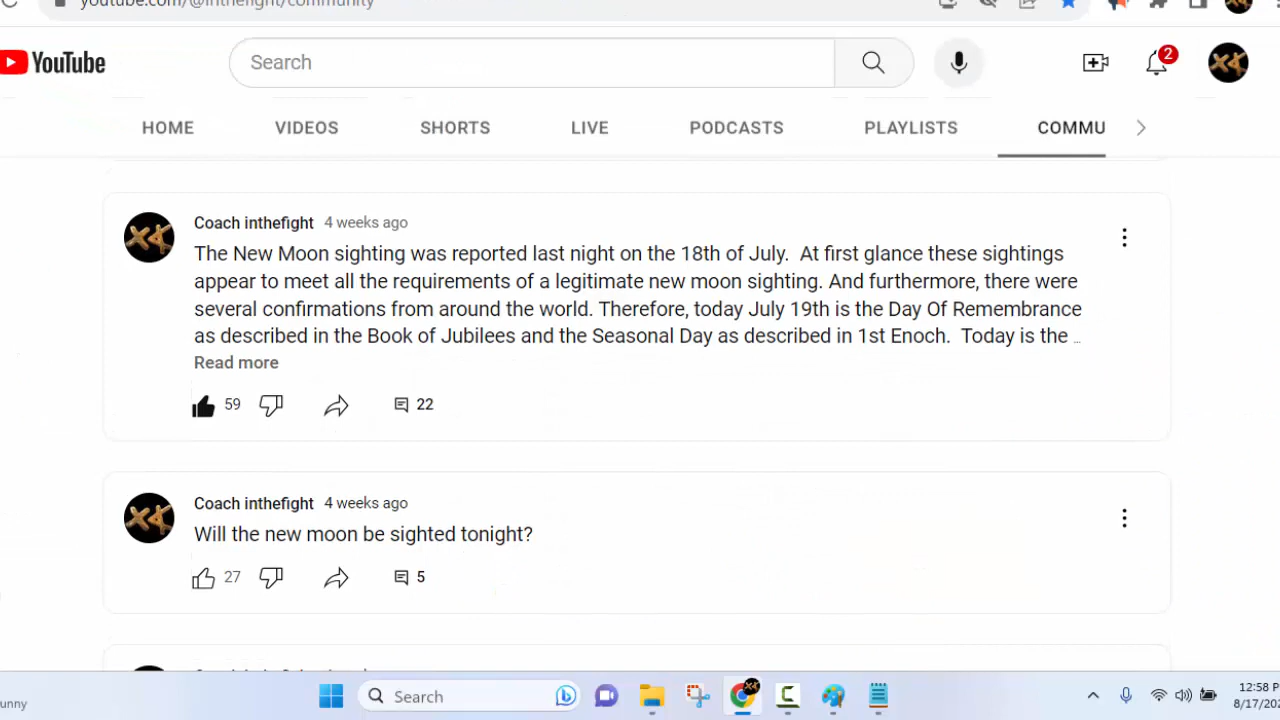 youtube.com/@inthefight/community
YouTube
Search
2
HOME
VIDEOS
SHORTS
LIVE
PODCASTS
PLAYLISTS
COMMU
Coach inthefight 4 weeks ago
The New Moon sighting was reported last night on the 18th of July. At first glance these sightings
appear to meet all the requirements of a legitimate new moon sighting. And furthermore, there were
several confirmations from around the world. Therefore, today July 19th is the Day Of Remembrance
as described in the Book of Jubilees and the Seasonal Day as described in 1st Enoch. Today is the ...
Read more
59
22
Coach inthefight 4 weeks ago
Will the new moon be sighted tonight?
27
5
unny
Search
12:58 P
8/17/20